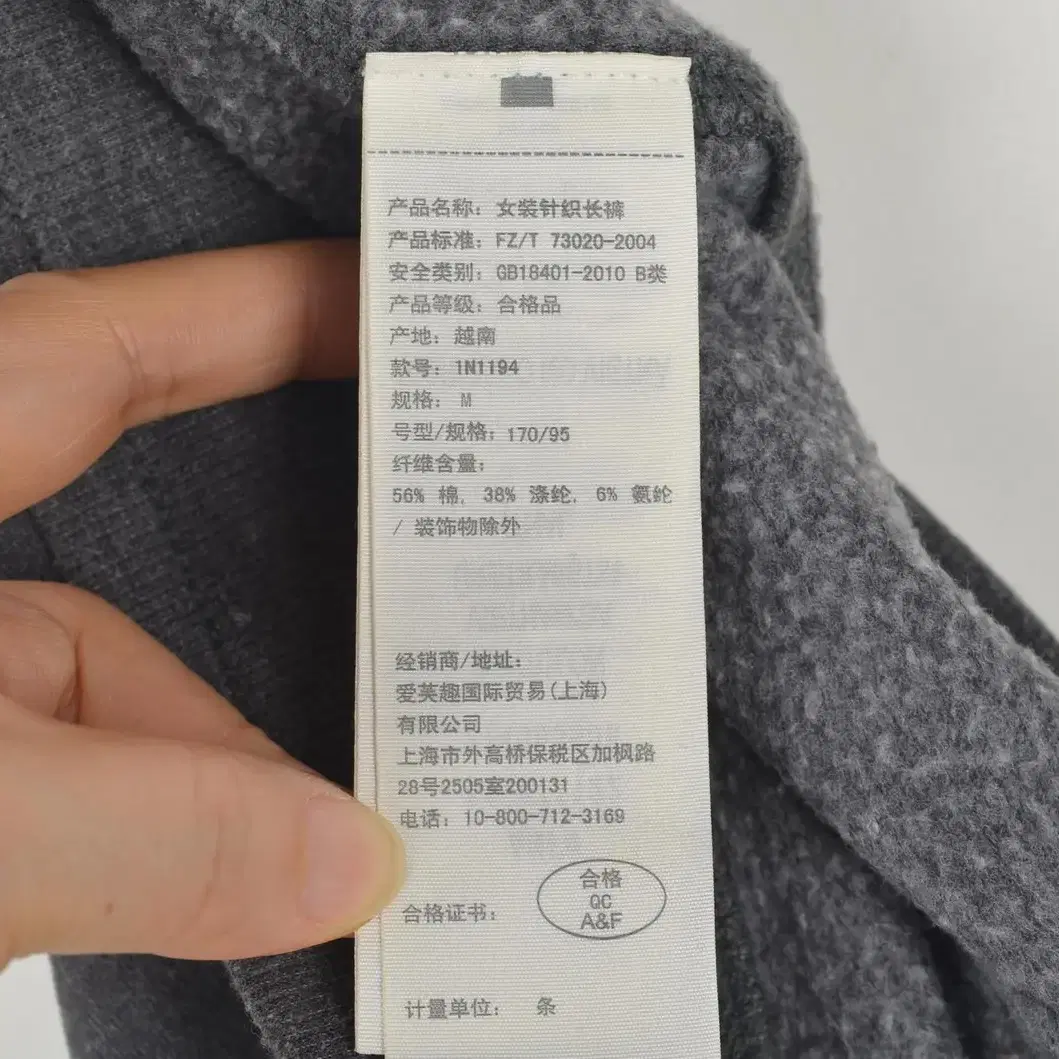 产品名称: 女装针织长裤
产品标准: FZ/T 73020-2004
安全类别: GB18401-2010 B类
产品等级: 合格品
产地: 越南
款号: 1N1194
规格: M
号型/规格: 170/95
纤维含量:
56% 棉, 38% 涤纶, 6% 氨纶
/ 装饰物除外
经销商/地址:
爱芙趣国际贸易(上海)
有限公司
上海市外高桥保税区加枫路
28号2505室200131
电话: 10-800-712-3169
合格
QC
A&F
合格证书:
计量单位: 条